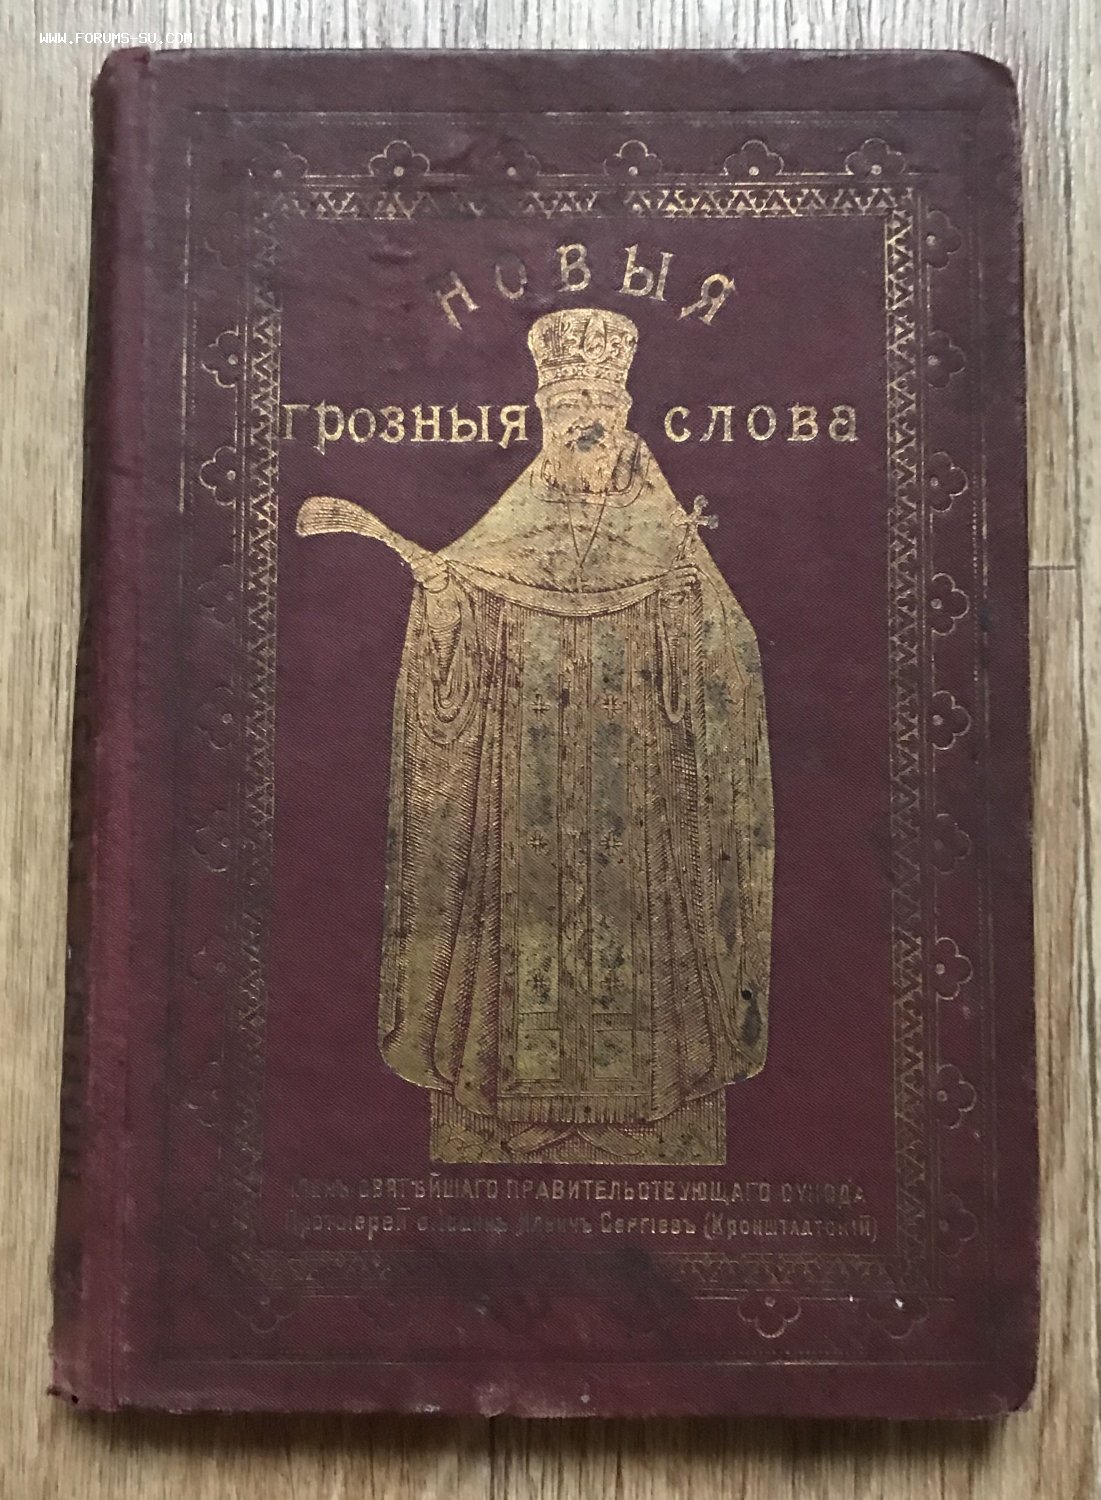 WWW.FORUMS-SU.COM
НОВЫЯ
ГРОЗНЫЯ СЛОВА
ЧЛЕНЪ СВЯТѢЙШАГО ПРАВИТЕЛЬСТВУЮЩАГО СѴНОДА
Протоіерей о. Іоаннъ Ильичъ Сергіевъ (Кронштадтскій)